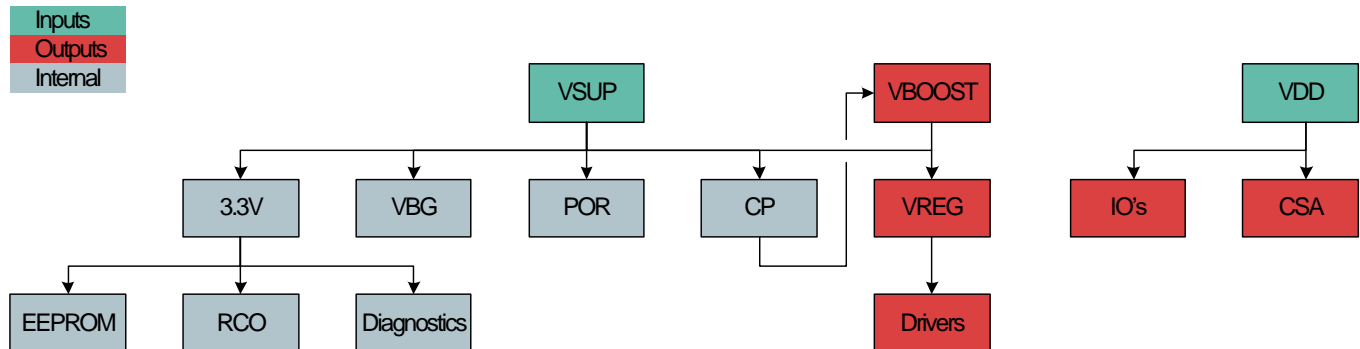 Inputs
Outputs
Internal
VSUP
VBOOST
VDD
3.3V
VBG
POR
CP
VREG
IO's
CSA
EEPROM
RCO
Diagnostics
Drivers